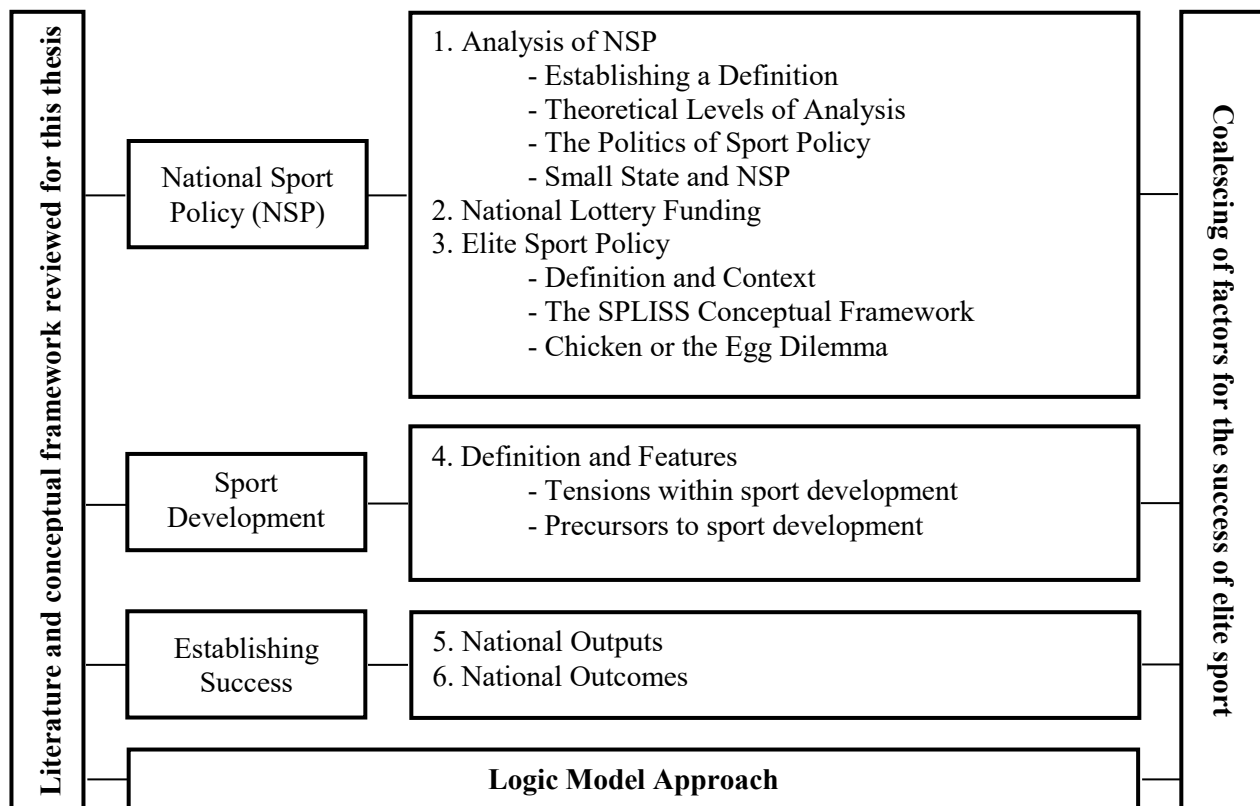 Literature and conceptual framework reviewed for this thesis
National Sport
Policy (NSP)
1. Analysis of NSP
- Establishing a Definition
- Theoretical Levels of Analysis
- The Politics of Sport Policy
- Small State and NSP
2. National Lottery Funding
3. Elite Sport Policy
- Definition and Context
- The SPLISS Conceptual Framework
- Chicken or the Egg Dilemma
Sport
Development
4. Definition and Features
- Tensions within sport development
- Precursors to sport development
Establishing
Success
5. National Outputs
6. National Outcomes
Logic Model Approach
Coalescing of factors for the success of elite sport